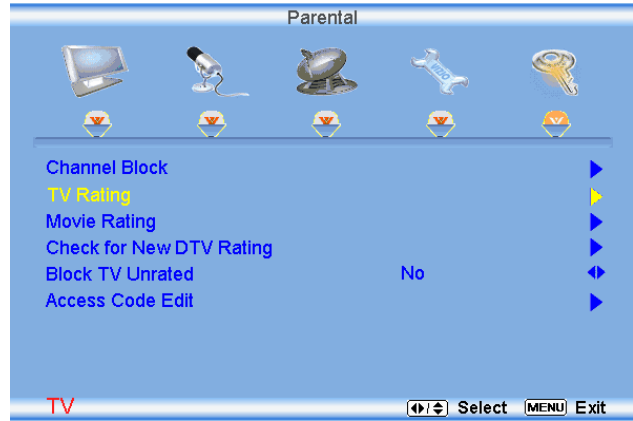 Parental
VIZIO
Channel Block
TV Rating
Movie Rating
Check for New DTV Rating
Block TV Unrated No
Access Code Edit
TV Select MENU Exit